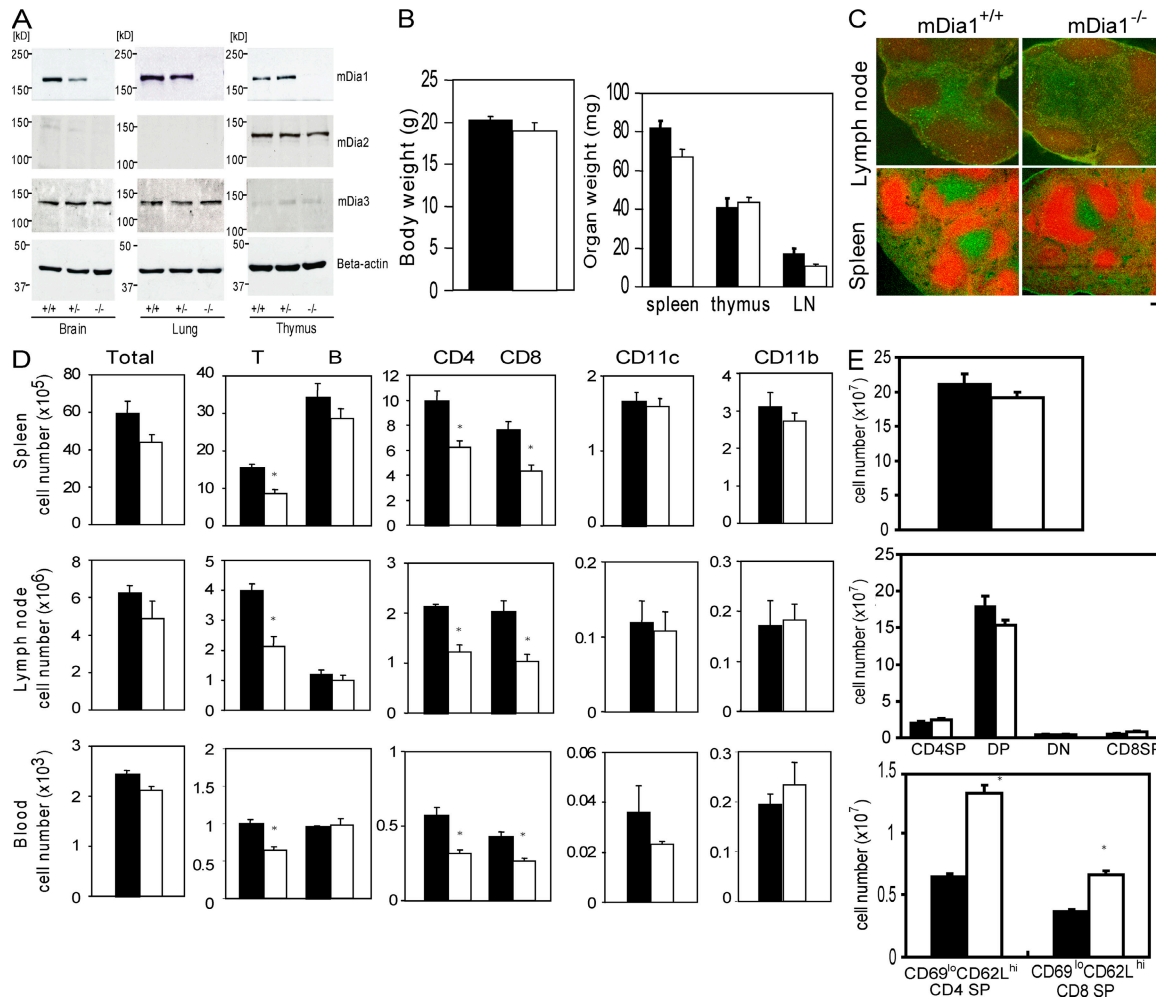 A
[kD] [kD] [kD]
250 250 250
150 150 150
mDia1
150 150 150
100 100 100
mDia2
150 150 150
100 100 100
mDia3
50 50 50
37 37 37
Beta-actin
+/+ +/- -/- +/+ +/- -/- +/+ +/- -/-
Brain Lung Thymus
B
Body weight (g)
25
20
15
10
5
0
Organ weight (mg)
100
80
60
40
20
0
spleen thymus LN
C
mDia1+/+ mDia1-/-
Lymph node
Spleen
D
Total T B CD4 CD8 CD11c CD11b
Spleen
cell number (x10⁵)
80 60 40 20 0
40 30 20 10 0
12 10 8 6 4 2 0
2 1 0
4 3 2 1 0
Lymph node
cell number (x10⁶)
8 6 4 2 0
5 4 3 2 1 0
3 2 1 0
0.2 0.1 0
0.4 0.3 0.2 0.1 0
Blood
cell number (x10³)
3 2 1 0
2 1 0.5 0
1 0.5 0
0.06 0.04 0.02 0
0.3 0.2 0.1 0
* * * * * * * * *
E
cell number (x10⁷)
25
20
15
10
5
0
cell number (x10⁷)
25
20
15
10
5
0
CD4SP DP DN CD8SP
cell number (x10⁷)
1.5
1
0.5
0
* *
CD69loCD62Lhi CD69loCD62Lhi
CD4 SP CD8 SP